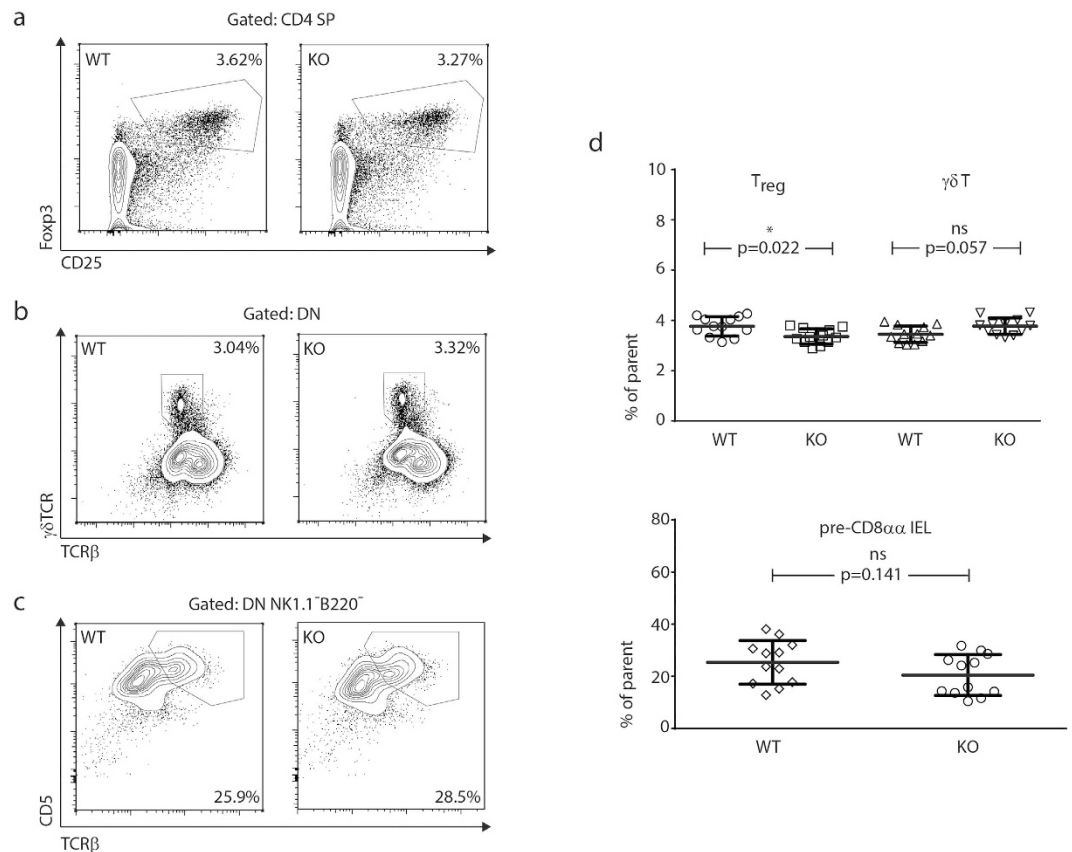 a
Gated: CD4 SP
WT 3.62%
KO 3.27%
Foxp3
CD25
b
Gated: DN
WT 3.04%
KO 3.32%
γδTCR
TCRβ
c
Gated: DN NK1.1⁻B220⁻
WT
KO
25.9%
28.5%
CD5
TCRβ
d
10
8
6
4
2
0
% of parent
Treg
γδ T
*
p=0.022
ns
p=0.057
WT KO WT KO
80
60
40
20
0
% of parent
pre-CD8αα IEL
ns
p=0.141
WT KO